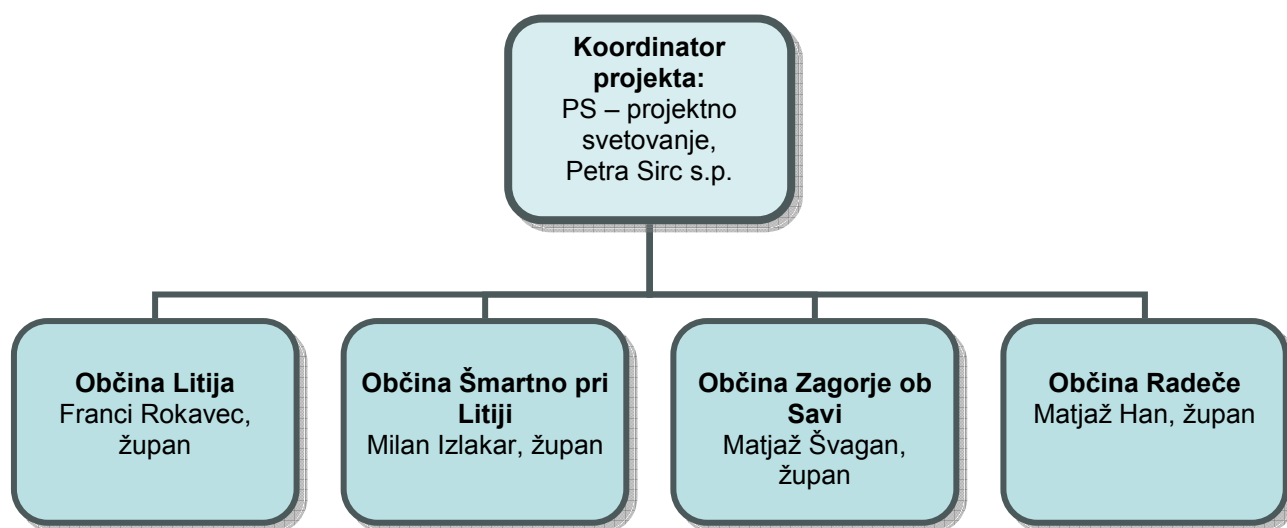 Koordinator
projekta:
PS – projektno
svetovanje,
Petra Sirc s.p.
Občina Litija
Franci Rokavec,
župan
Občina Šmartno pri
Litiji
Milan Izlakar, župan
Občina Zagorje ob
Savi
Matjaž Švagan,
župan
Občina Radeče
Matjaž Han, župan